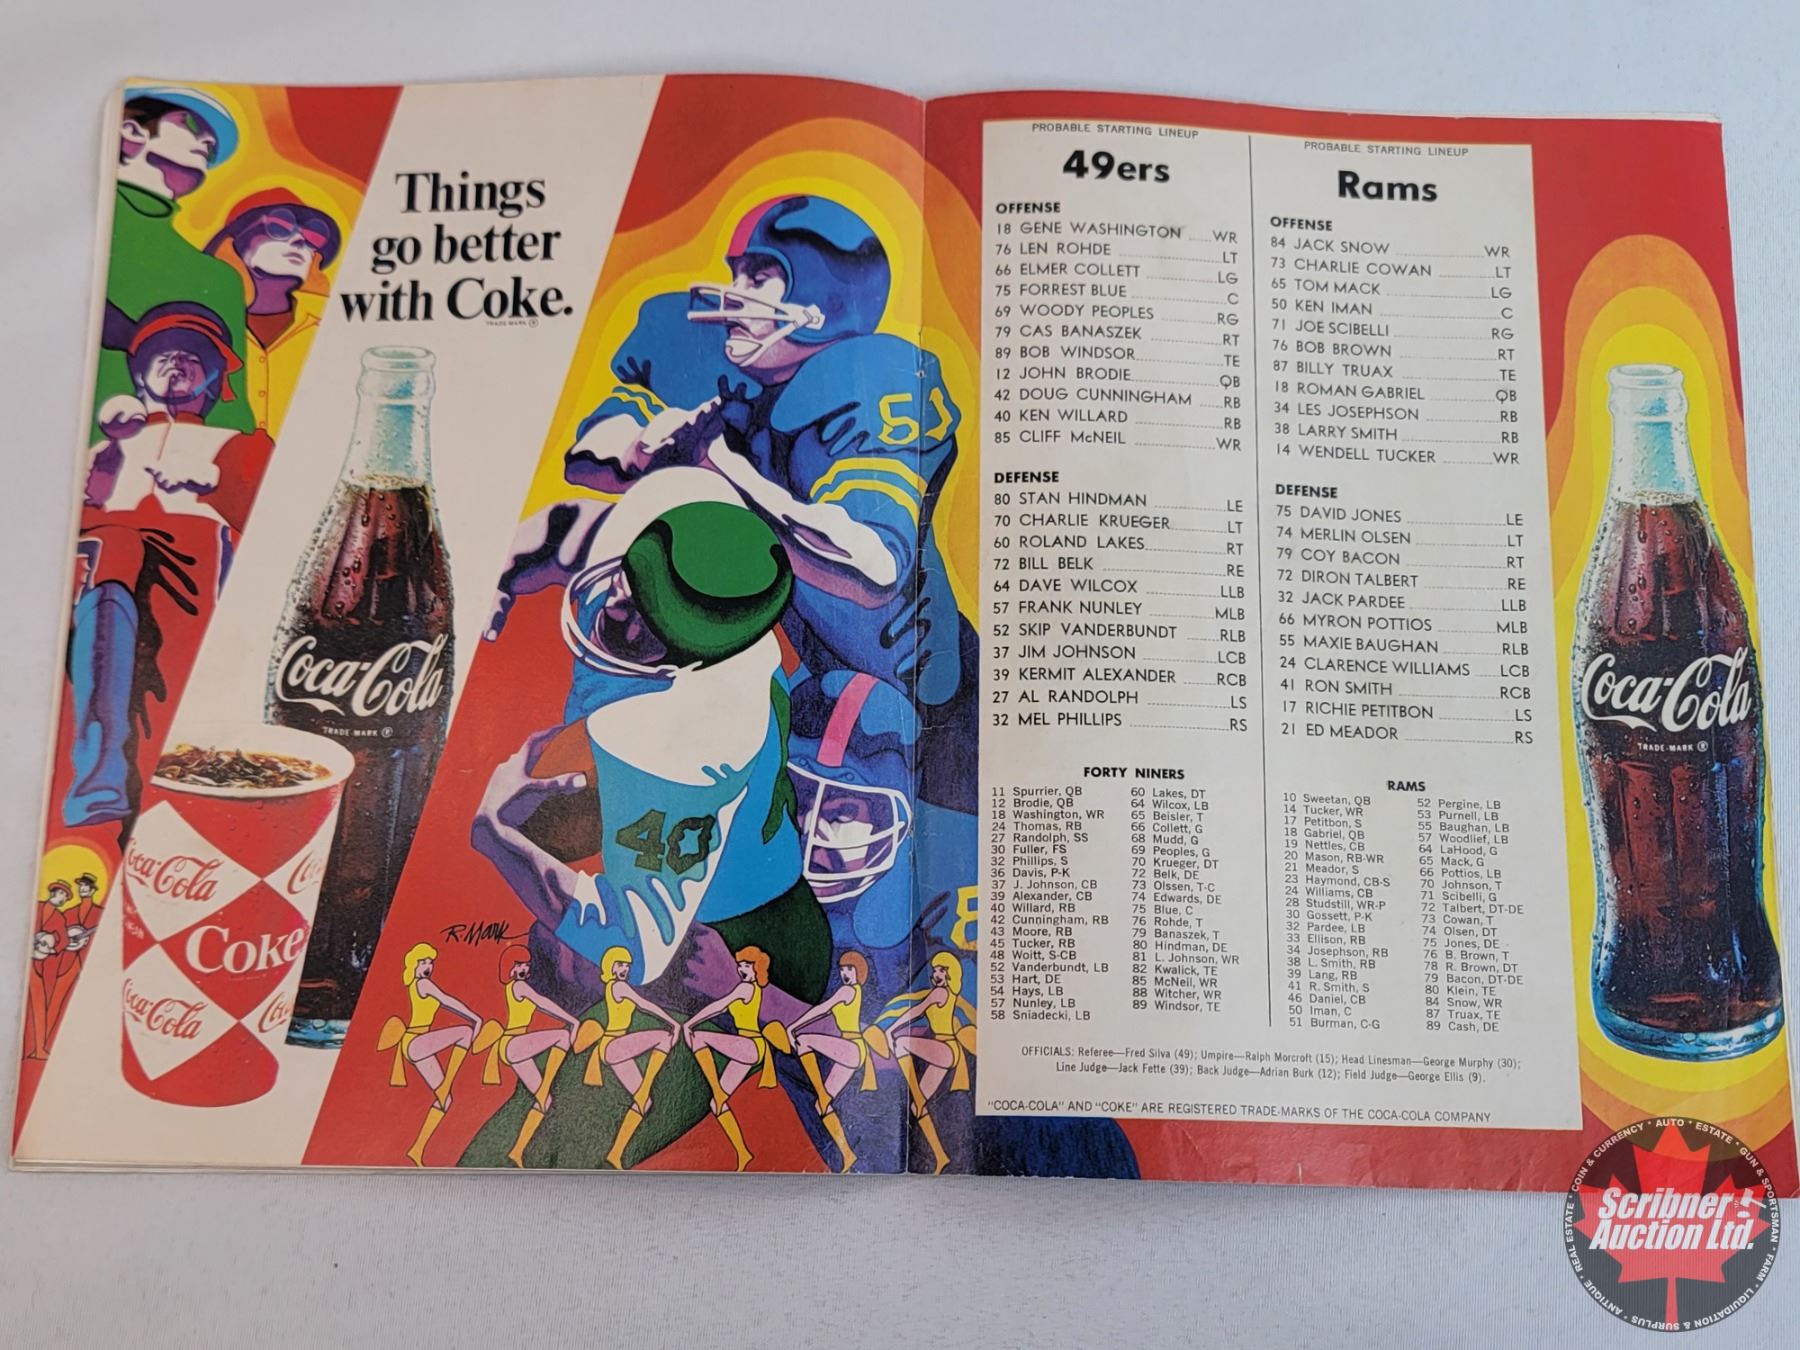 Things
go better
with Coke.
TRADE-MARK ®
Coca-Cola
TRADE-MARK ®
Coca-Cola
Coke
Coca-Cola
51
40
R. Mark
PROBABLE STARTING LINEUP
49ers
OFFENSE
18 GENE WASHINGTON WR
76 LEN ROHDE LT
66 ELMER COLLETT LG
75 FORREST BLUE C
69 WOODY PEOPLES RG
79 CAS BANASZEK RT
89 BOB WINDSOR TE
12 JOHN BRODIE QB
42 DOUG CUNNINGHAM RB
40 KEN WILLARD RB
85 CLIFF McNEIL WR
DEFENSE
80 STAN HINDMAN LE
70 CHARLIE KRUEGER LT
60 ROLAND LAKES RT
72 BILL BELK RE
64 DAVE WILCOX LLB
57 FRANK NUNLEY MLB
52 SKIP VANDERBUNDT RLB
37 JIM JOHNSON LCB
39 KERMIT ALEXANDER RCB
27 AL RANDOLPH LS
32 MEL PHILLIPS RS
FORTY NINERS
11 Spurrier, QB
12 Brodie, QB
18 Washington, WR
24 Thomas, RB
27 Randolph, SS
30 Fuller, FS
32 Phillips, S
36 Davis, P-K
37 J. Johnson, CB
39 Alexander, CB
40 Willard, RB
42 Cunningham, RB
43 Moore, RB
45 Tucker, RB
48 Woitt, S-CB
52 Vanderbundt, LB
53 Hart, DE
54 Hays, LB
57 Nunley, LB
58 Sniadecki, LB
60 Lakes, DT
64 Wilcox, LB
65 Beisler, T
66 Collett, G
68 Mudd, G
69 Peoples, G
70 Krueger, DT
72 Belk, DE
73 Olssen, T-C
74 Edwards, DE
75 Blue, C
76 Rohde, T
79 Banaszek, T
80 Hindman, DE
81 L. Johnson, WR
82 Kwalick, TE
85 McNeil, WR
88 Witcher, WR
89 Windsor, TE
PROBABLE STARTING LINEUP
Rams
OFFENSE
84 JACK SNOW WR
73 CHARLIE COWAN LT
65 TOM MACK LG
50 KEN IMAN C
71 JOE SCIBELLI RG
76 BOB BROWN RT
87 BILLY TRUAX TE
18 ROMAN GABRIEL QB
34 LES JOSEPHSON RB
38 LARRY SMITH RB
14 WENDELL TUCKER WR
DEFENSE
75 DAVID JONES LE
74 MERLIN OLSEN LT
79 COY BACON RT
72 DIRON TALBERT RE
32 JACK PARDEE LLB
66 MYRON POTTIOS MLB
55 MAXIE BAUGHAN RLB
24 CLARENCE WILLIAMS LCB
41 RON SMITH RCB
17 RICHIE PETITBON LS
21 ED MEADOR RS
RAMS
10 Sweetan, QB
14 Tucker, WR
17 Petitbon, S
18 Gabriel, QB
19 Nettles, CB
20 Mason, RB-WR
21 Meador, S
23 Haymond, CB-S
24 Williams, CB
28 Studstill, WR-P
30 Gossett, P-K
32 Pardee, LB
33 Ellison, RB
34 Josephson, RB
38 L. Smith, RB
39 Lang, RB
41 R. Smith, S
46 Daniel, CB
50 Iman, C
51 Burman, C-G
52 Pergine, LB
53 Purnell, LB
55 Baughan, LB
57 Woodlief, LB
64 LaHood, G
65 Mack, G
66 Pottios, LB
70 Johnson, T
71 Scibelli, G
72 Talbert, DT-DE
73 Cowan, T
74 Olsen, DT
75 Jones, DE
76 B. Brown, T
78 R. Brown, DT
79 Bacon, DT-DE
80 Klein, TE
84 Snow, WR
87 Truax, TE
89 Cash, DE
OFFICIALS: Referee—Fred Silva (49); Umpire—Ralph Morcroft (15); Head Linesman—George Murphy (30);
Line Judge—Jack Fette (39); Back Judge—Adrian Burk (12); Field Judge—George Ellis (9).
"COCA-COLA" AND "COKE" ARE REGISTERED TRADE-MARKS OF THE COCA-COLA COMPANY
Coca-Cola
TRADE-MARK ®
Scribner
Auction Ltd.
ANTIQUE • REAL ESTATE • COIN & CURRENCY • AUTO • ESTATE • GUN & SPORTSMAN • FARM • LIQUIDATION & SURPLUS